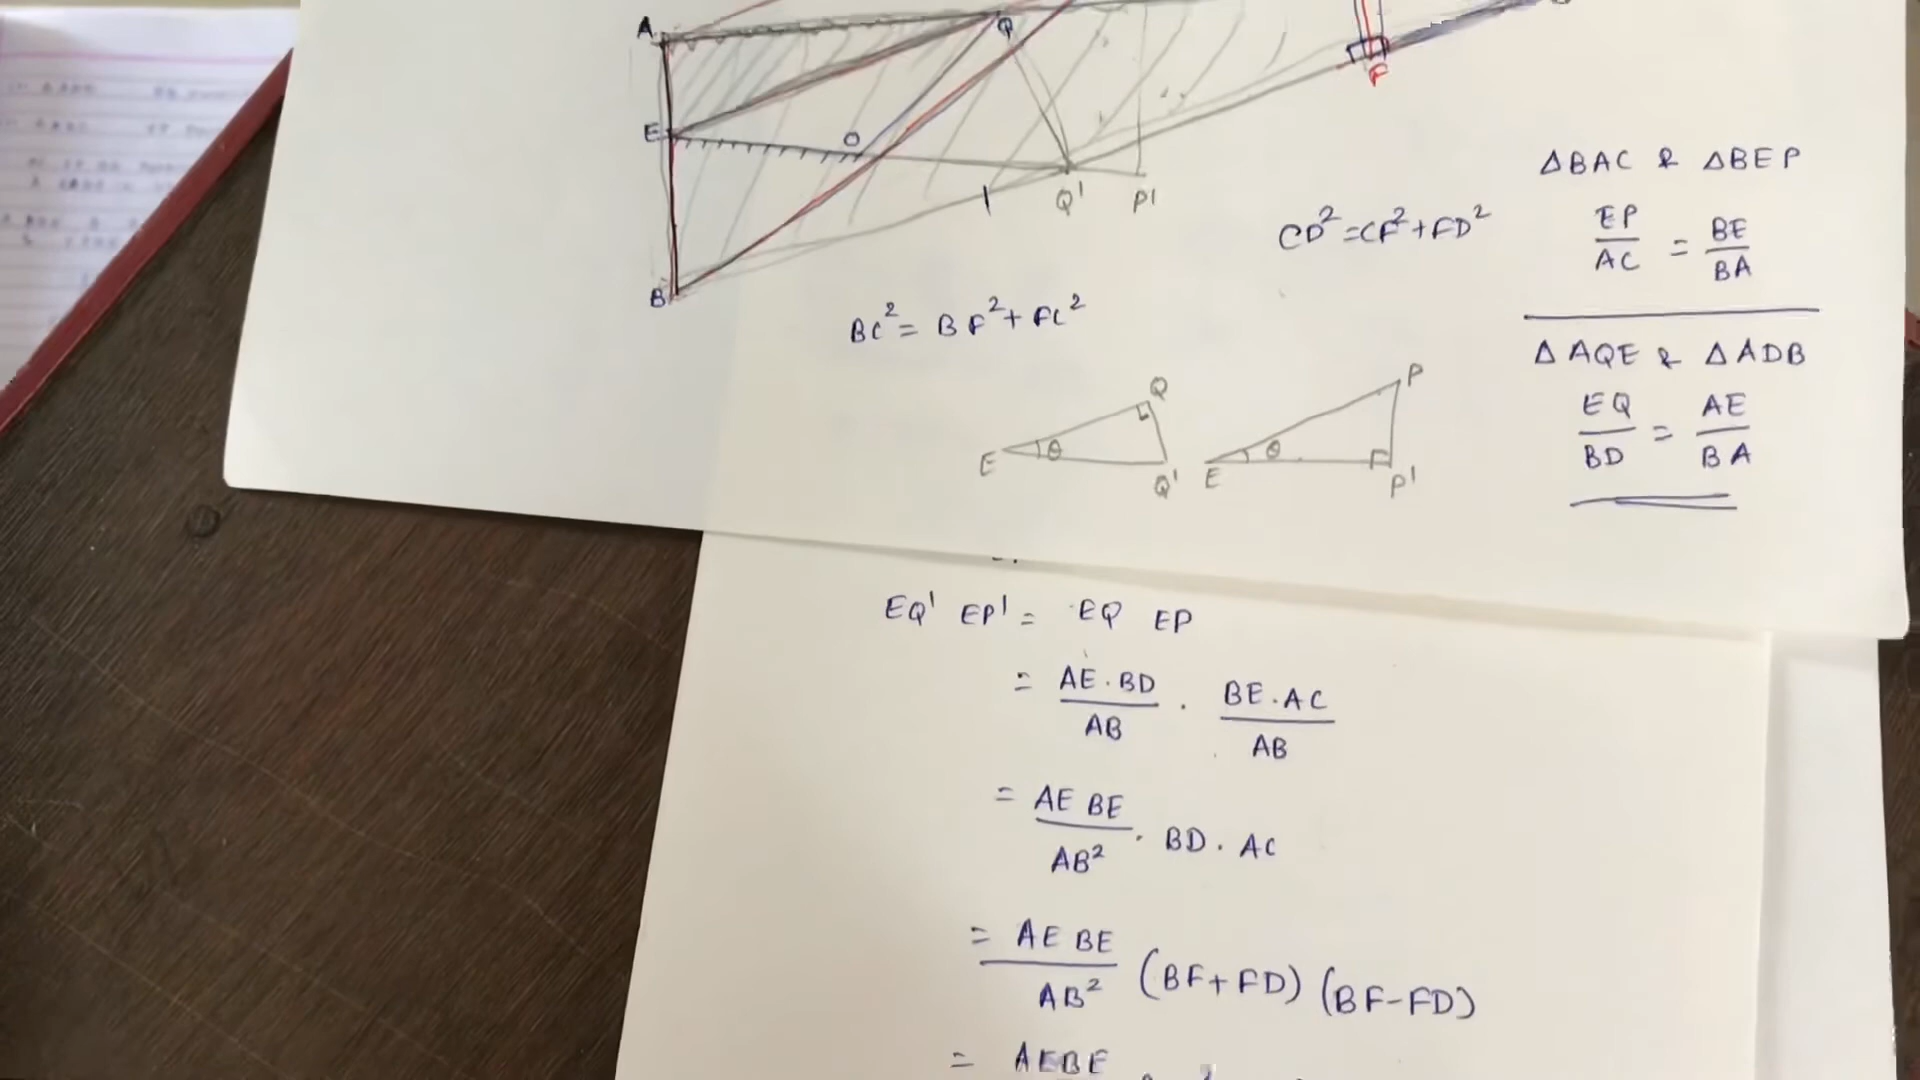 A
Q
E
O
F
B
Q' P'
ΔBAC & ΔBEP
CD² = CF² + FD²
EP/AC = BE/BA
BC² = BF² + FC²
ΔAQE & ΔADB
EQ/BD = AE/BA
E θ Q Q'
E θ P P'
EQ' EP' = EQ EP
= AE.BD/AB . BE.AC/AB
= AE BE/AB² . BD . AC
= AE BE/AB² (BF+FD) (BF-FD)
= AEBE